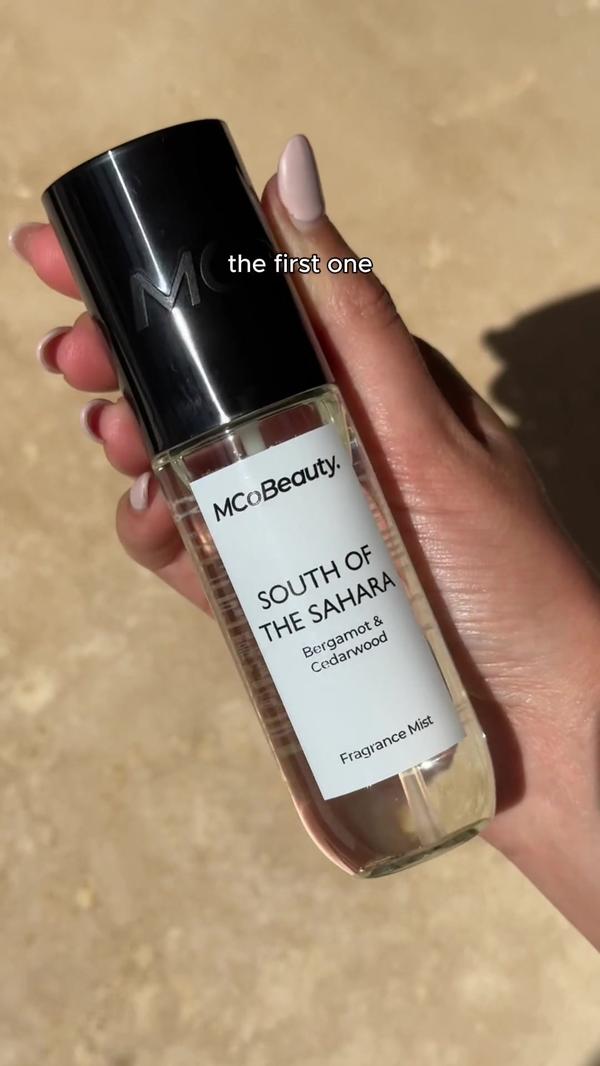 MC
the first one
MCoBeauty.
SOUTH OF
THE SAHARA
Bergamot &
Cedarwood
Fragrance Mist